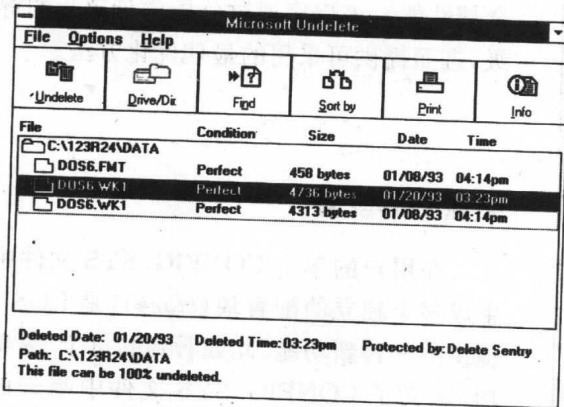 Microsoft Undelete
File Options Help
Undelete Drive/Dir Find Sort by Print Info
File Condition Size Date Time
C:\123R24\DATA
DOS6.FMT Perfect 458 bytes 01/08/93 04:14pm
DOS6.WK1 Perfect 4736 bytes 01/20/93 03:23pm
DOS6.WK1 Perfect 4313 bytes 01/08/93 04:14pm
Deleted Date: 01/20/93 Deleted Time: 03:23pm Protected by: Delete Sentry
Path: C:\123R24\DATA
This file can be 100% undeleted.